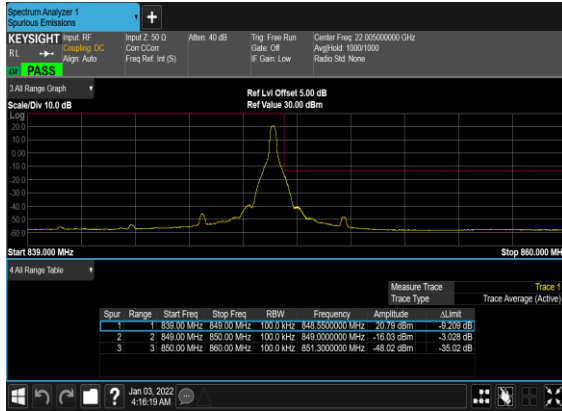 Spectrum Analyzer 1
Spurious Emissions
+
KEYSIGHT Input: RF Input Z: 50 Ω Atten: 40 dB Trig: Free Run Center Freq: 22.005000000 GHz
RL Coupling: DC Corr CCorr Gate: Off Avg|Hold: 1000/1000
Align: Auto Freq Ref: Int (S) IF Gain: Low Radio Std: None
PASS
3 All Range Graph
Ref Lvl Offset 5.00 dB
Scale/Div 10.0 dB Ref Value 30.00 dBm
Log
20.0
10.0
0.00
-10.0
-20.0
-30.0
-40.0
-50.0
-60.0
Start 839.000 MHz Stop 860.000 MHz
4 All Range Table
Measure Trace Trace 1
Trace Type Trace Average (Active)
Spur Range Start Freq Stop Freq RBW Frequency Amplitude ΔLimit
1 1 839.00 MHz 849.00 MHz 100.0 kHz 848.5500000 MHz 20.79 dBm -9.209 dB
2 2 849.00 MHz 850.00 MHz 100.0 kHz 849.0000000 MHz -16.03 dBm -3.028 dB
3 3 850.00 MHz 860.00 MHz 100.0 kHz 851.3000000 MHz -48.02 dBm -35.02 dB
? Jan 03, 2022
4:16:19 AM